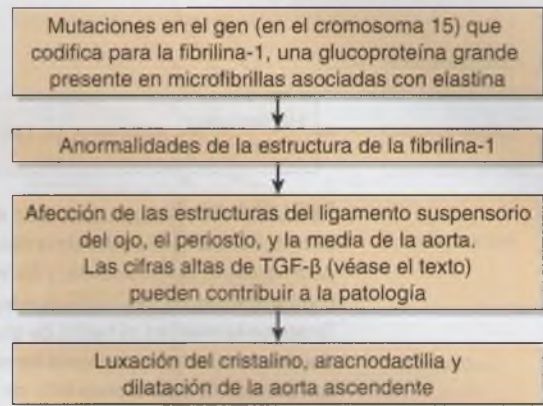 Mutaciones en el gen (en el cromosoma 15) que
codifica para la fibrilina-1, una glucoproteína grande
presente en microfibrillas asociadas con elastina
Anormalidades de la estructura de la fibrilina-1
Afección de las estructuras del ligamento suspensorio
del ojo, el periostio, y la media de la aorta.
Las cifras altas de TGF-β (véase el texto)
pueden contribuir a la patología
Luxación del cristalino, aracnodactilia y
dilatación de la aorta ascendente